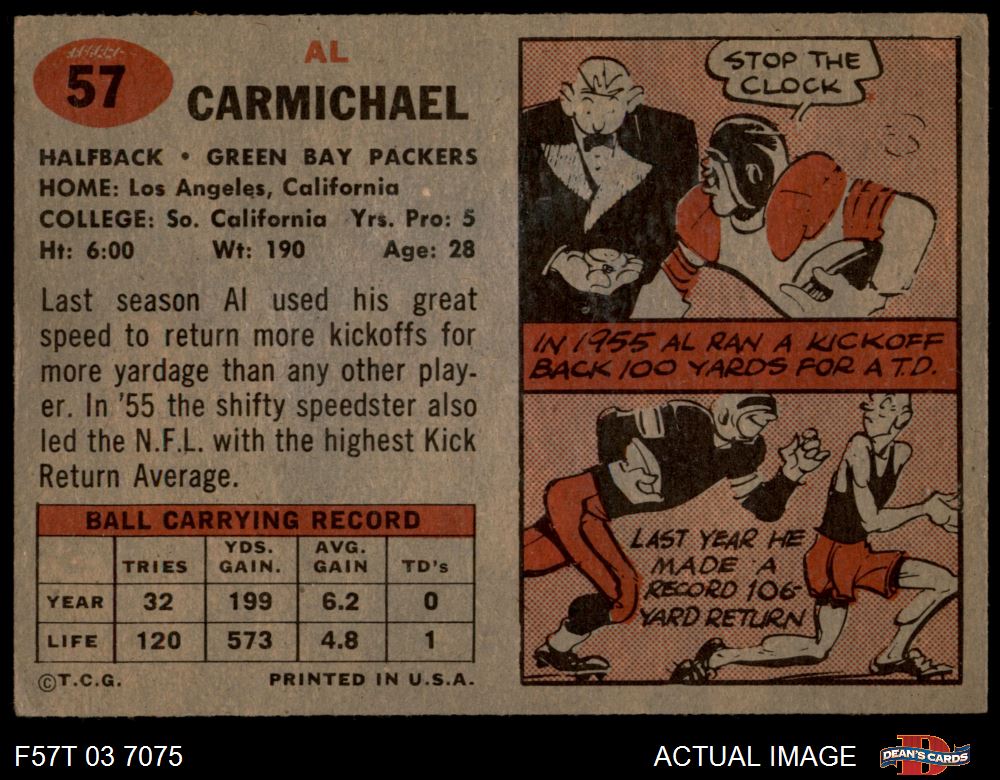 57
AL
CARMICHAEL
HALFBACK • GREEN BAY PACKERS
HOME: Los Angeles, California
COLLEGE: So. California Yrs. Pro: 5
Ht: 6:00 Wt: 190 Age: 28
Last season Al used his great
speed to return more kickoffs for
more yardage than any other play-
er. In '55 the shifty speedster also
led the N.F.L. with the highest Kick
Return Average.
BALL CARRYING RECORD
TRIES YDS. GAIN. AVG. GAIN TD's
YEAR 32 199 6.2 0
LIFE 120 573 4.8 1
©T.C.G. PRINTED IN U.S.A.
STOP THE
CLOCK
IN 1955 AL RAN A KICKOFF
BACK 100 YARDS FOR A T.D.
LAST YEAR HE
MADE A
RECORD 106-
YARD RETURN
F57T 03 7075
ACTUAL IMAGE
DEAN'S CARDS